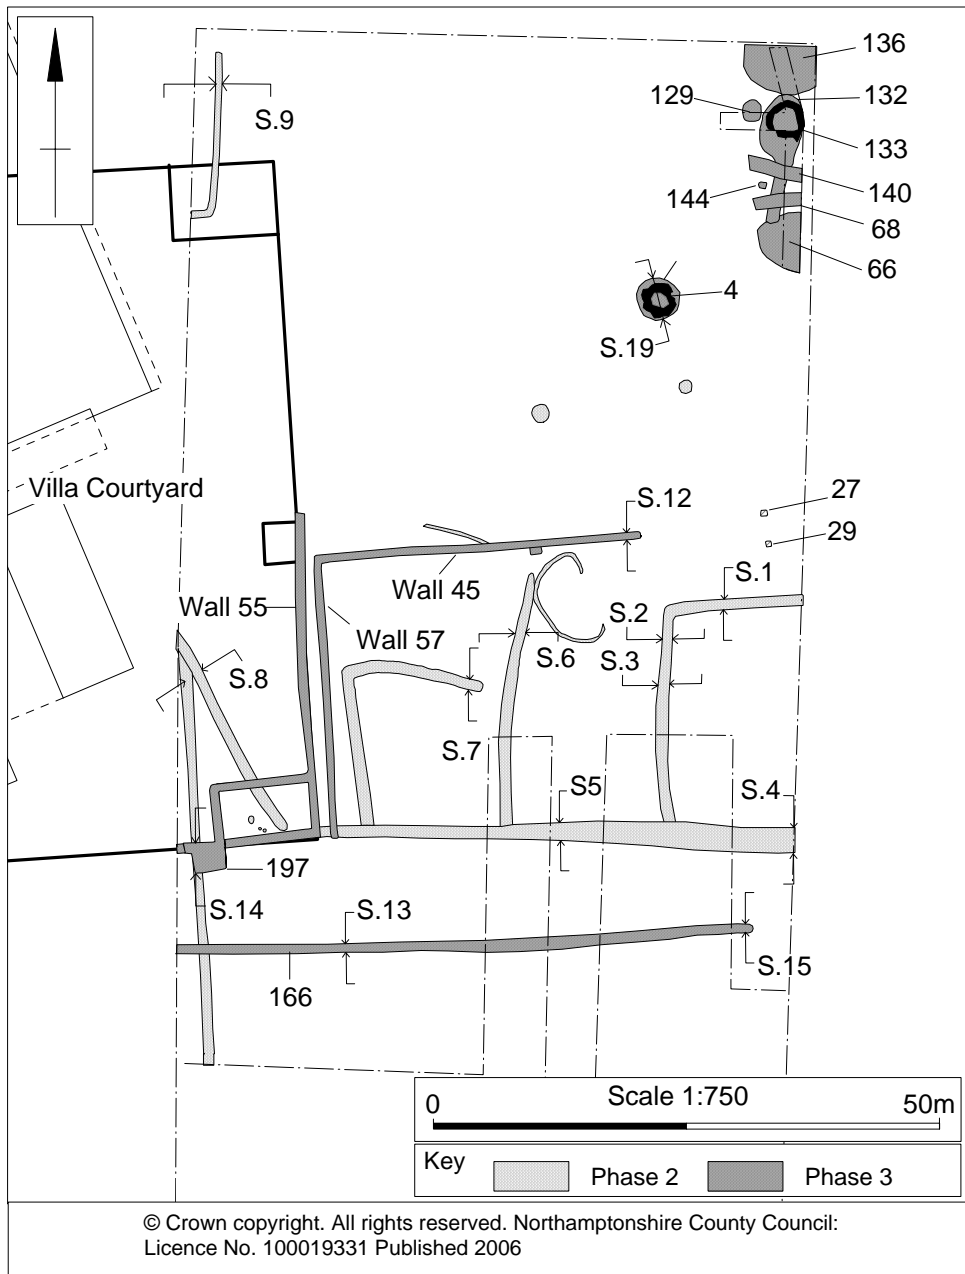 136
129
132
S.9
133
140
144
68
66
4
S.19
Villa Courtyard
27
S.12
29
S.1
Wall 45
Wall 55
S.2
Wall 57
S.6
S.3
S.8
S.7
S5
S.4
197
S.14
S.13
S.15
166
Scale 1:750
0
50m
Key
Phase 2
Phase 3
© Crown copyright. All rights reserved. Northamptonshire County Council:
Licence No. 100019331 Published 2006